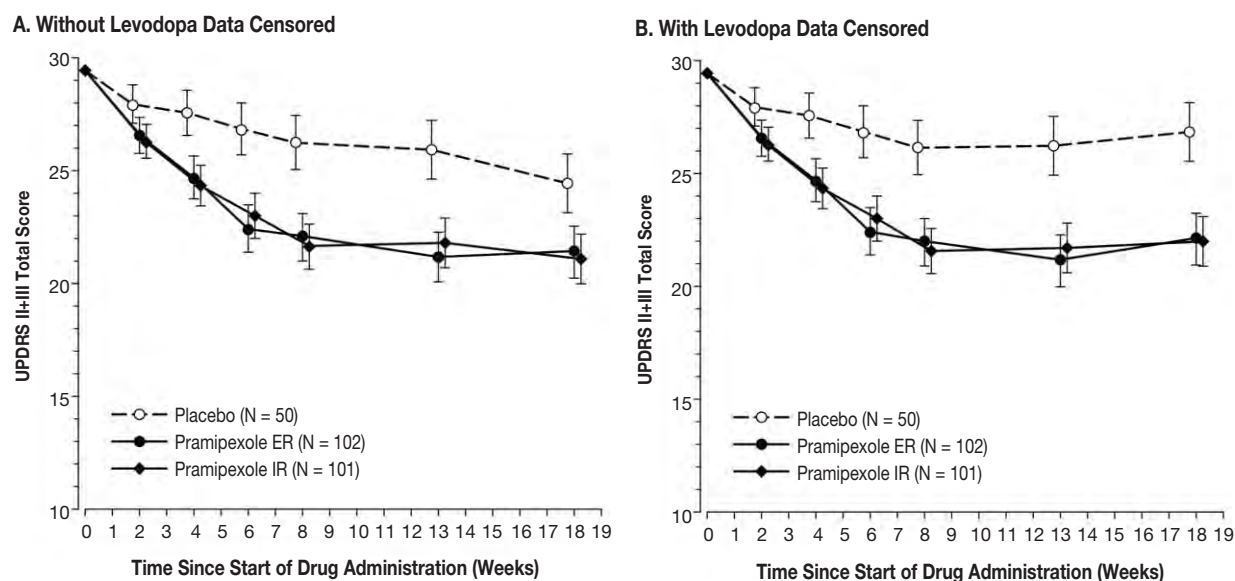 A. Without Levodopa Data Censored
30
25
20
15
10
UPDRS II+III Total Score
Placebo (N = 50)
Pramipexole ER (N = 102)
Pramipexole IR (N = 101)
0 1 2 3 4 5 6 7 8 9 10 11 12 13 14 15 16 17 18 19
Time Since Start of Drug Administration (Weeks)
B. With Levodopa Data Censored
30
25
20
15
10
UPDRS II+III Total Score
Placebo (N = 50)
Pramipexole ER (N = 102)
Pramipexole IR (N = 101)
0 1 2 3 4 5 6 7 8 9 10 11 12 13 14 15 16 17 18 19
Time Since Start of Drug Administration (Weeks)